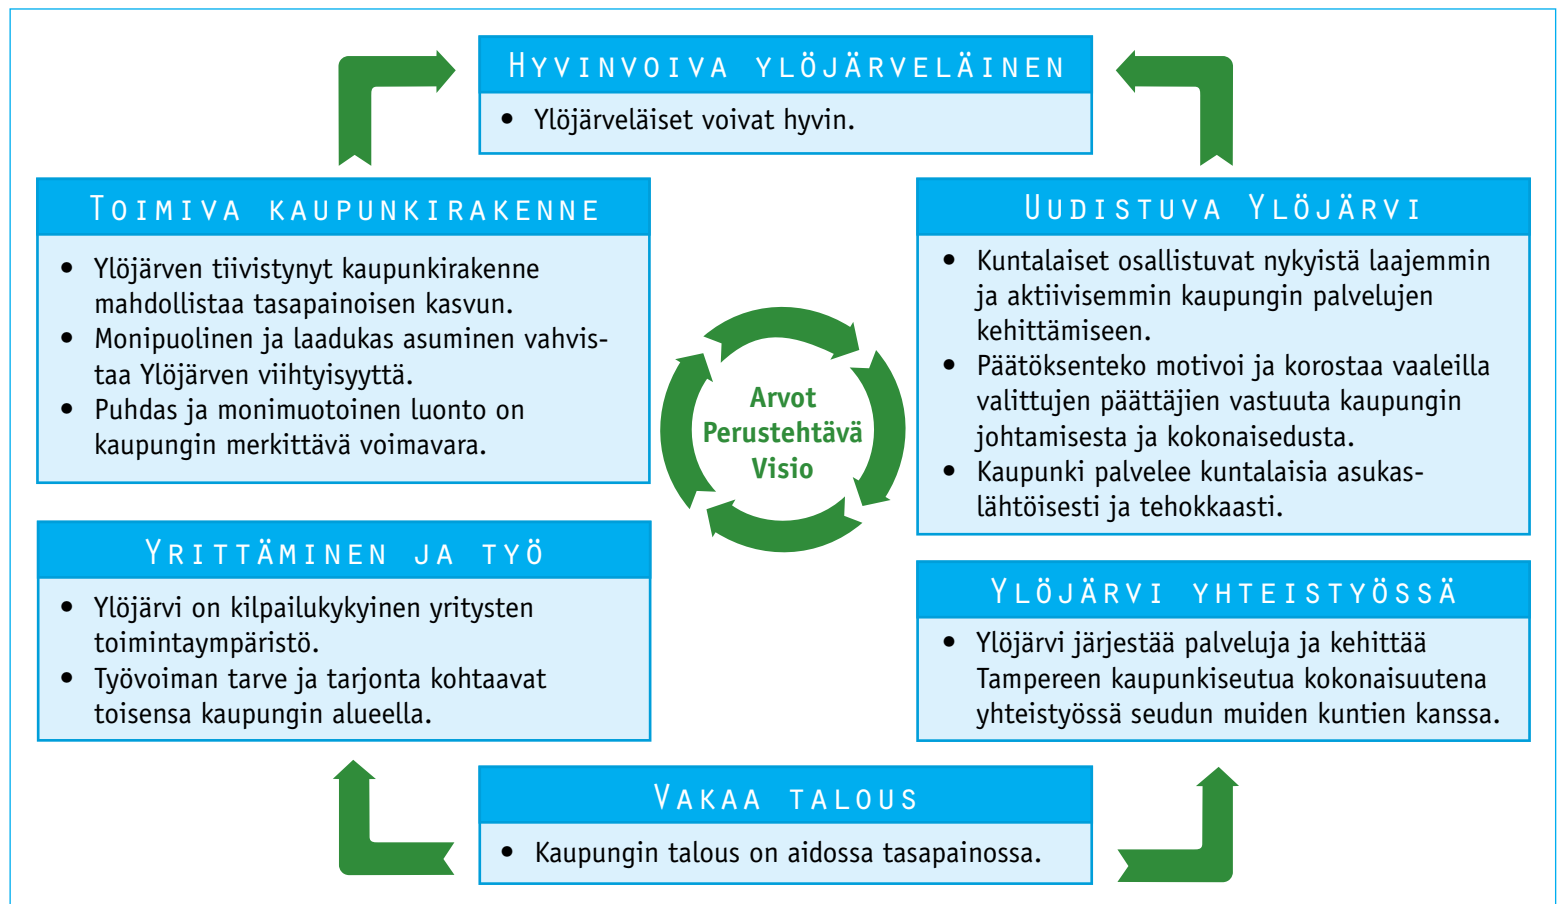 Hyvinvoiva ylöjärveläinen
• Ylöjärveläiset voivat hyvin.
Toimiva kaupunkirakenne
• Ylöjärven tiivistynyt kaupunkirakenne
mahdollistaa tasapainoisen kasvun.
• Monipuolinen ja laadukas asuminen vahvis-
taa Ylöjärven viihtyisyyttä.
• Puhdas ja monimuotoinen luonto on
kaupungin merkittävä voimavara.
Uudistuva Ylöjärvi
• Kuntalaiset osallistuvat nykyistä laajemmin
ja aktiivisemmin kaupungin palvelujen
kehittämiseen.
• Päätöksenteko motivoi ja korostaa vaaleilla
valittujen päättäjien vastuuta kaupungin
johtamisesta ja kokonaisedusta.
• Kaupunki palvelee kuntalaisia asukas-
lähtöisesti ja tehokkaasti.
Arvot
Perustehtävä
Visio
Yrittäminen ja työ
• Ylöjärvi on kilpailukykyinen yritysten
toimintaympäristö.
• Työvoiman tarve ja tarjonta kohtaavat
toisensa kaupungin alueella.
Ylöjärvi yhteistyössä
• Ylöjärvi järjestää palveluja ja kehittää
Tampereen kaupunkiseutua kokonaisuutena
yhteistyössä seudun muiden kuntien kanssa.
Vakaa talous
• Kaupungin talous on aidossa tasapainossa.